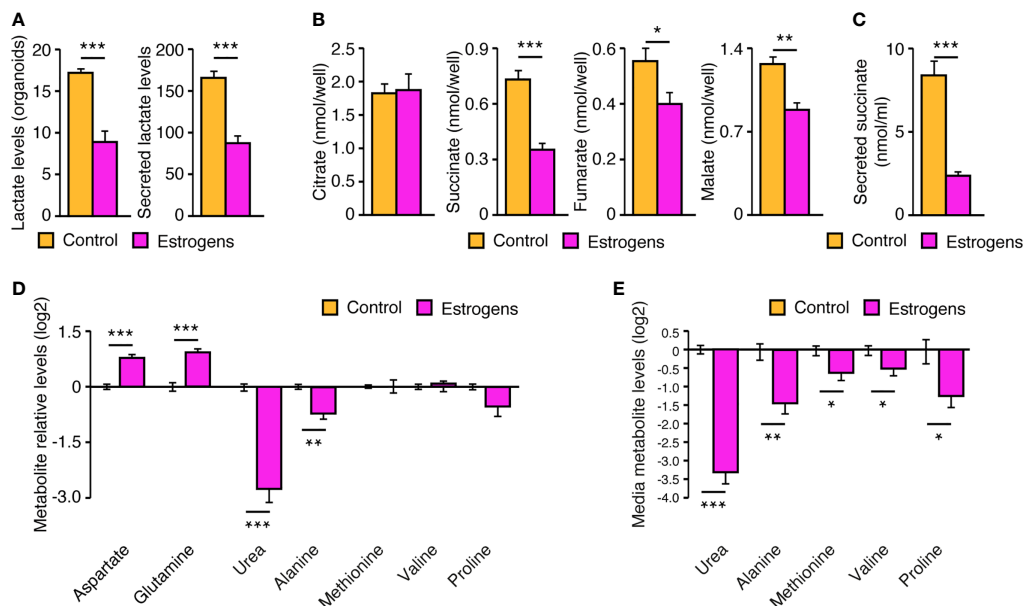 A
Lactate levels (organoids)
20
15
10
5
0
***
Secreted lactate levels
200
150
100
50
0
***
Control
Estrogens
B
Citrate (nmol/well)
2.5
2.0
1.5
1.0
0.5
0
Succinate (nmol/well)
0.9
0.6
0.3
0
***
Fumarate (nmol/well)
0.6
0.4
0.2
0
*
Malate (nmol/well)
1.4
0.7
0
**
Control
Estrogens
C
Secreted succinate
(nmol/ml)
10
5
0
***
Control
Estrogens
D
Control
Estrogens
Metabolite relative levels (log2)
1.5
0
-1.5
-3.0
***
***
***
**
Aspartate
Glutamine
Urea
Alanine
Methionine
Valine
Proline
E
Control
Estrogens
Media metabolite levels (log2)
0.5
0
-0.5
-1.0
-1.5
-2.0
-2.5
-3.0
-3.5
-4.0
***
**
*
*
*
Urea
Alanine
Methionine
Valine
Proline